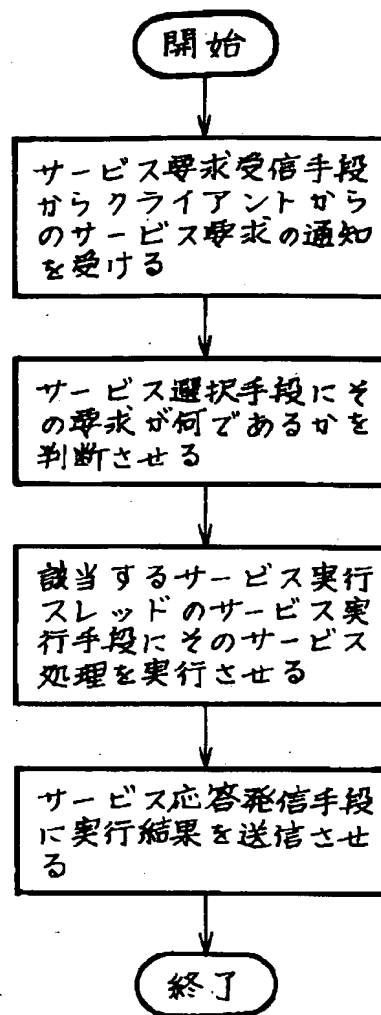 開始
サービス要求受信手段
からクライアントから
のサービス要求の通知
を受ける
サービス選択手段にそ
の要求が何であるかを
判断させる
該当するサービス実行
スレッドのサービス実
行手段にそのサービス
処理を実行させる
サービス応答発信手段
に実行結果を送信させ
る
終了